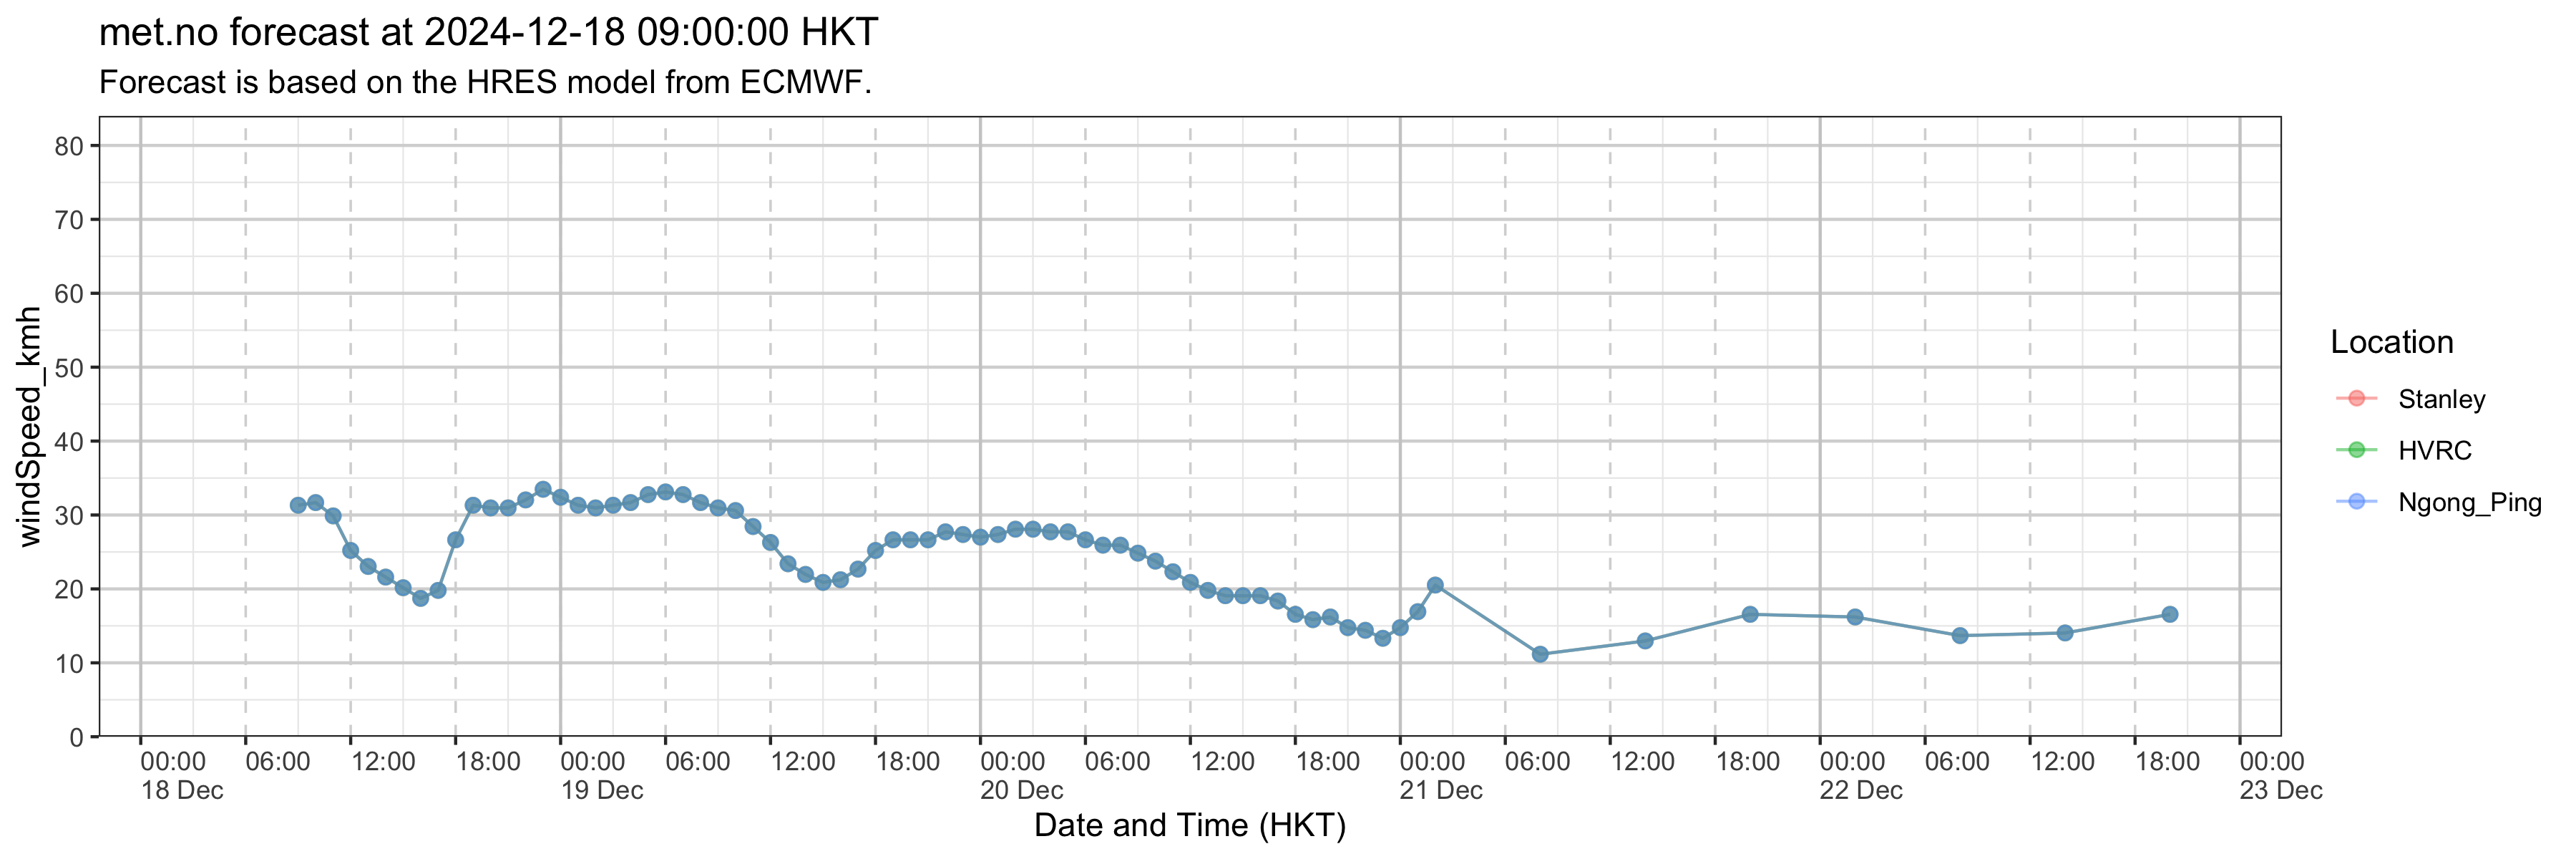 met.no forecast at 2024-12-18 09:00:00 HKT
Forecast is based on the HRES model from ECMWF.
windSpeed_kmh
80
70
60
50
40
30
20
10
0
00:00 06:00 12:00 18:00 00:00 06:00 12:00 18:00 00:00 06:00 12:00 18:00 00:00 06:00 12:00 18:00 00:00 06:00 12:00 18:00 00:00
18 Dec 19 Dec 20 Dec 21 Dec 22 Dec 23 Dec
Date and Time (HKT)
Location
Stanley
HVRC
Ngong_Ping